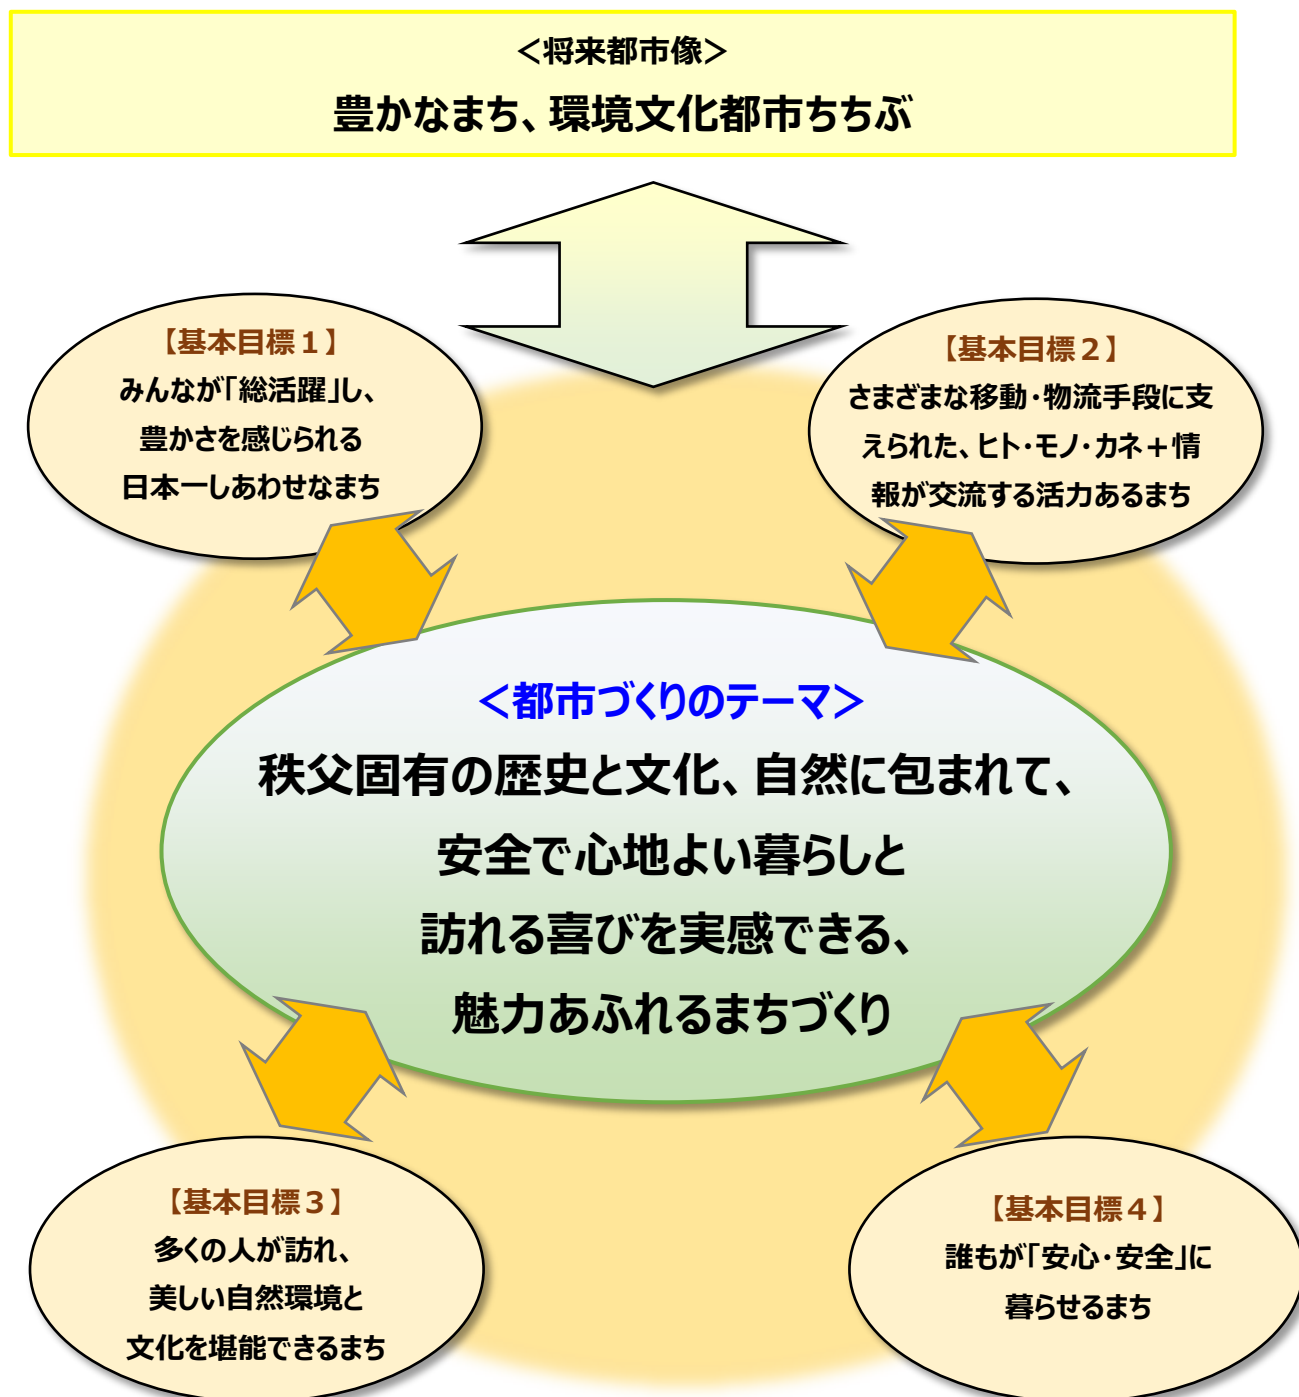 ＜将来都市像＞
豊かなまち、環境文化都市ちちぶ
【基本目標１】
みんなが「総活躍」し、
豊かさを感じられる
日本一しあわせなまち
【基本目標２】
さまざまな移動・物流手段に支
えられた、ヒト・モノ・カネ＋情
報が交流する活力あるまち
＜都市づくりのテーマ＞
秩父固有の歴史と文化、自然に包まれて、
安全で心地よい暮らしと
訪れる喜びを実感できる、
魅力あふれるまちづくり
【基本目標３】
多くの人が訪れ、
美しい自然環境と
文化を堪能できるまち
【基本目標４】
誰もが「安心・安全」に
暮らせるまち